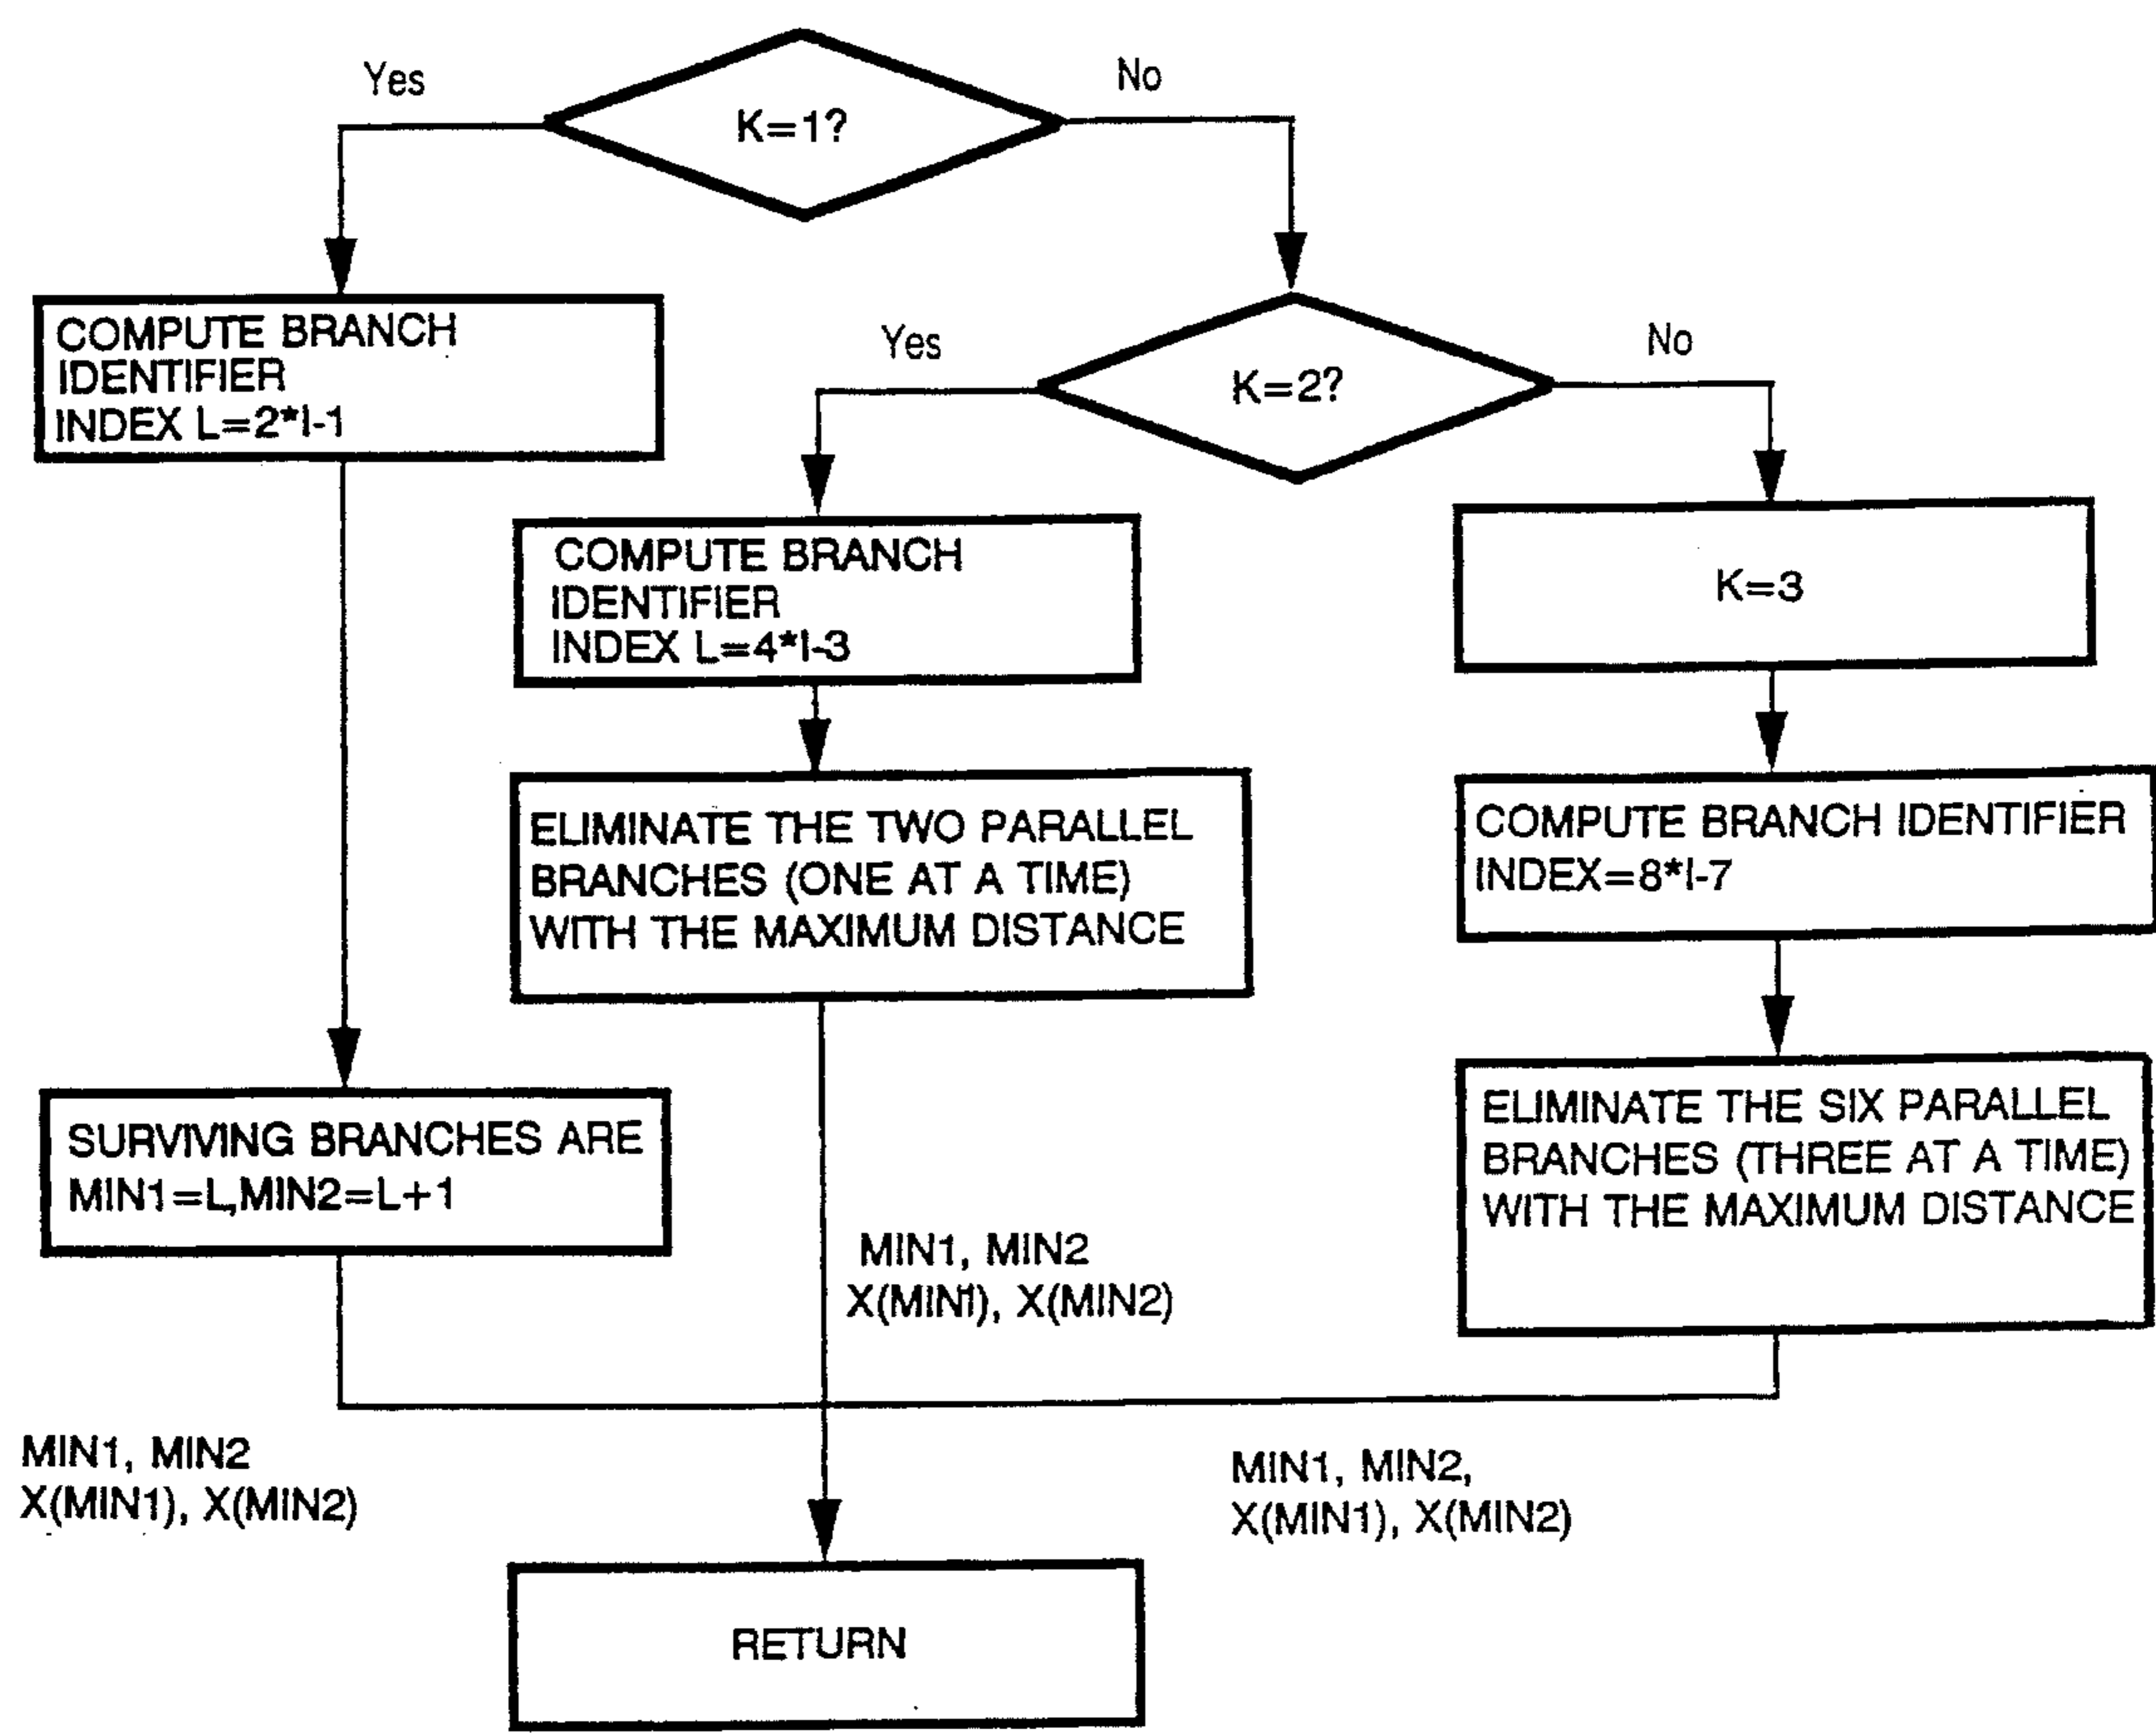 Yes
No
K=1?
COMPUTE BRANCH
IDENTIFIER
INDEX L=2*I-1
Yes
No
K=2?
COMPUTE BRANCH
IDENTIFIER
INDEX L=4*I-3
K=3
ELIMINATE THE TWO PARALLEL
BRANCHES (ONE AT A TIME)
WITH THE MAXIMUM DISTANCE
COMPUTE BRANCH IDENTIFIER
INDEX=8*I-7
SURVIVING BRANCHES ARE
MIN1=L,MIN2=L+1
ELIMINATE THE SIX PARALLEL
BRANCHES (THREE AT A TIME)
WITH THE MAXIMUM DISTANCE
MIN1, MIN2
X(MIN1), X(MIN2)
MIN1, MIN2
X(MIN1), X(MIN2)
MIN1, MIN2,
X(MIN1), X(MIN2)
RETURN